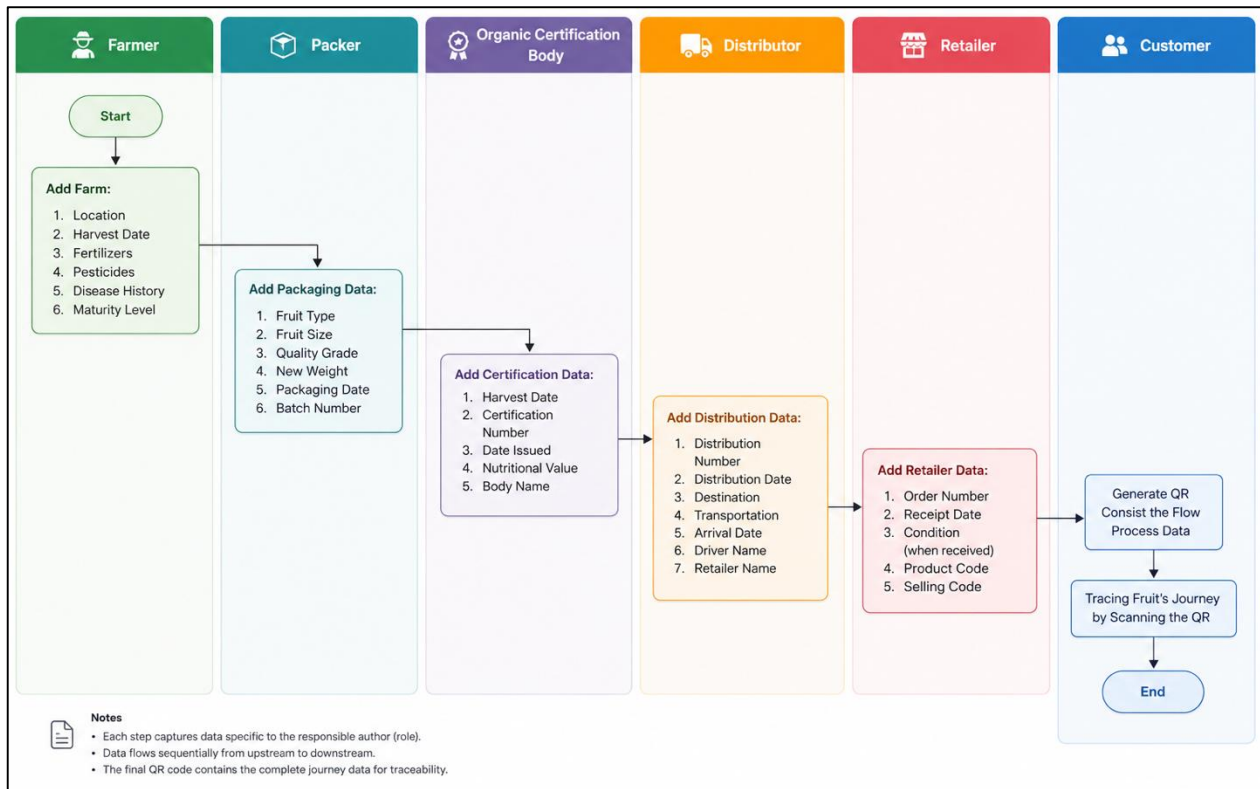 Farmer
Packer
Organic Certification
Body
Distributor
Retailer
Customer
Start
Add Farm:
1. Location
2. Harvest Date
3. Fertilizers
4. Pesticides
5. Disease History
6. Maturity Level
Add Packaging Data:
1. Fruit Type
2. Fruit Size
3. Quality Grade
4. New Weight
5. Packaging Date
6. Batch Number
Add Certification Data:
1. Harvest Date
2. Certification
Number
3. Date Issued
4. Nutritional Value
5. Body Name
Add Distribution Data:
1. Distribution
Number
2. Distribution Date
3. Destination
4. Transportation
5. Arrival Date
6. Driver Name
7. Retailer Name
Add Retailer Data:
1. Order Number
2. Receipt Date
3. Condition
(when received)
4. Product Code
5. Selling Code
Generate QR
Consist the Flow
Process Data
Tracing Fruit's Journey
by Scanning the QR
End
Notes
• Each step captures data specific to the responsible author (role).
• Data flows sequentially from upstream to downstream.
• The final QR code contains the complete journey data for traceability.